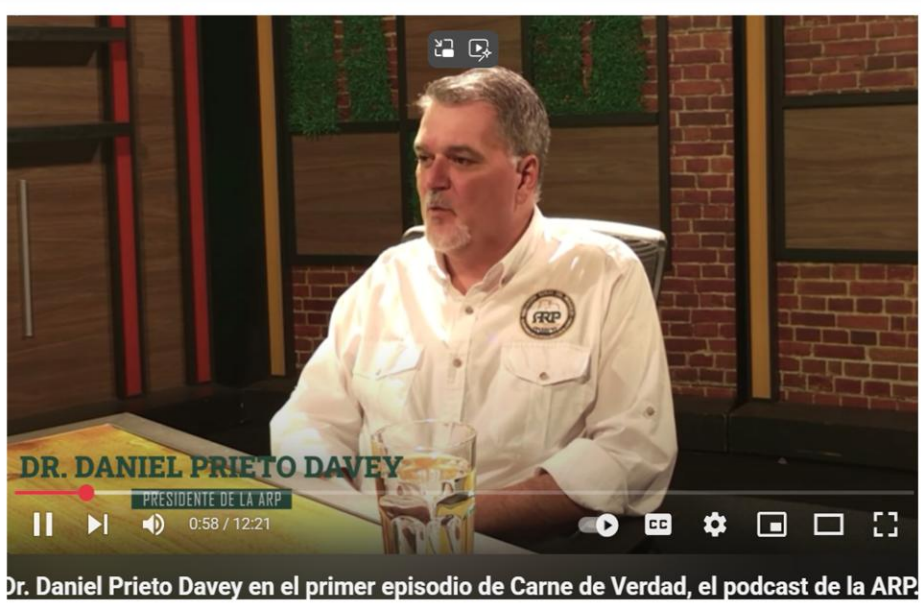 ARP
DR. DANIEL PRIETO DAVEY
PRESIDENTE DE LA ARP
0:58 / 12:21
CC
Dr. Daniel Prieto Davey en el primer episodio de Carne de Verdad, el podcast de la ARP.